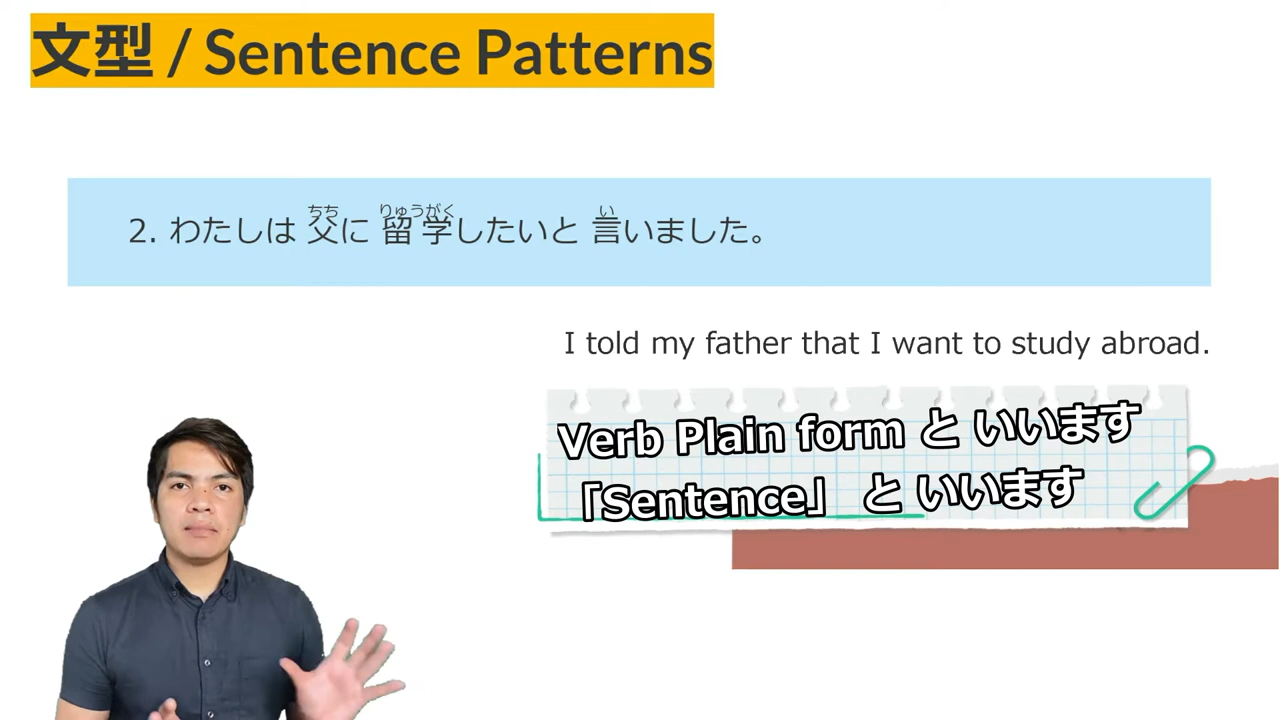 文型 / Sentence Patterns
2. わたしは 父に 留学したいと 言いました。
ちち りゅうがく い
I told my father that I want to study abroad.
Verb Plain form と いいます
「Sentence」 と いいます